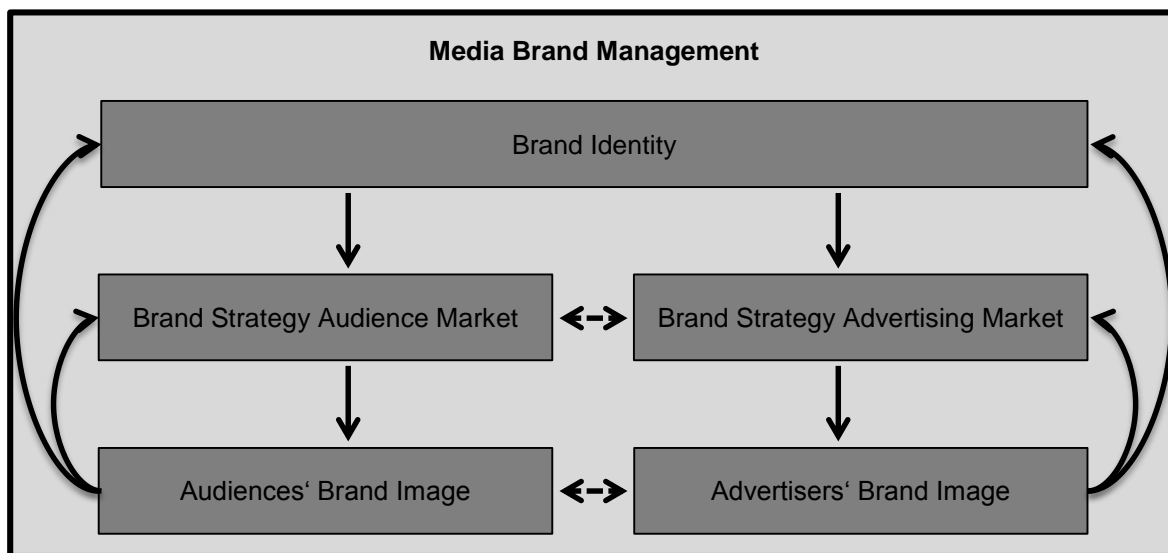 Media Brand Management
Brand Identity
Brand Strategy Audience Market
Brand Strategy Advertising Market
Audiences‘ Brand Image
Advertisers‘ Brand Image